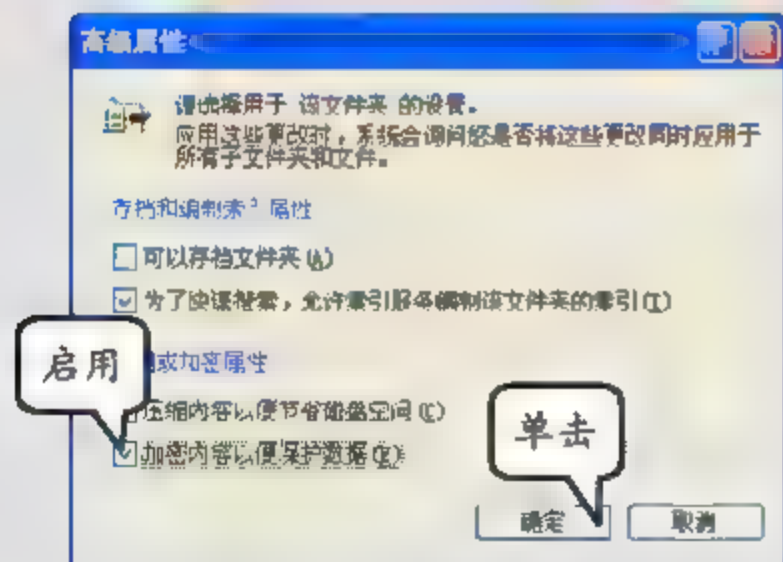 高级属性
请选择用于 该文件夹 的设置。
应用这些更改时，系统会询问您是否将这些更改同时应用于
所有子文件夹和文件。
存档和编制索引属性
可以存档文件夹(A)
为了快速搜索，允许索引服务编制该文件夹的索引(I)
启用
或加密属性
压缩内容以便节省磁盘空间(C)
单击
加密内容以便保护数据(E)
确定
取消